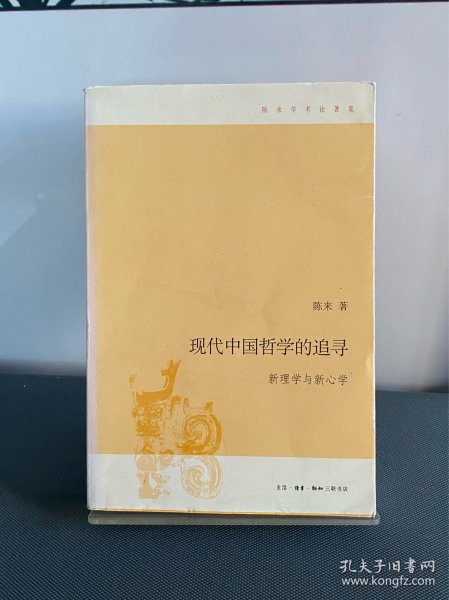 陈来学术论著集
陈来 著
现代中国哲学的追寻
新理学与新心学
生活·读书·新知三联书店
孔夫子旧书网
www.kongfz.com